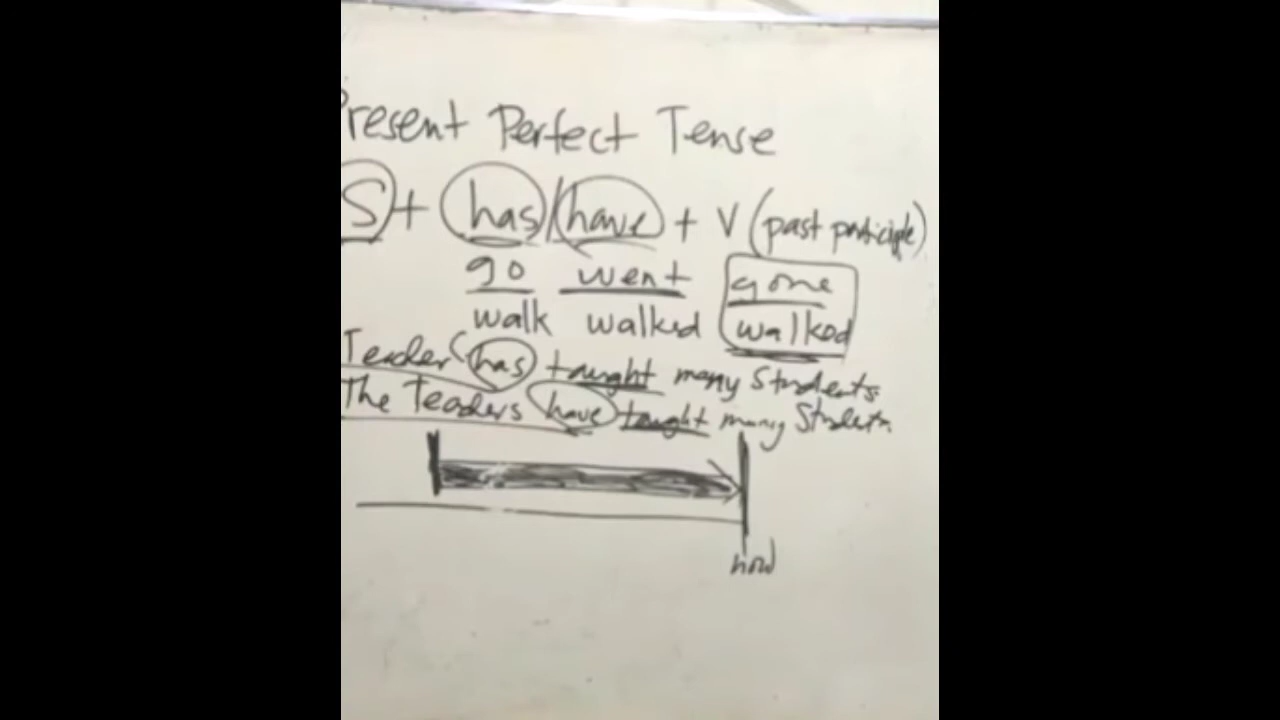 Present Perfect Tense
S + has/have + V (past participle)
go went gone
walk walked walked
Teacher has taught many students.
The Teachers have taught many students.
now